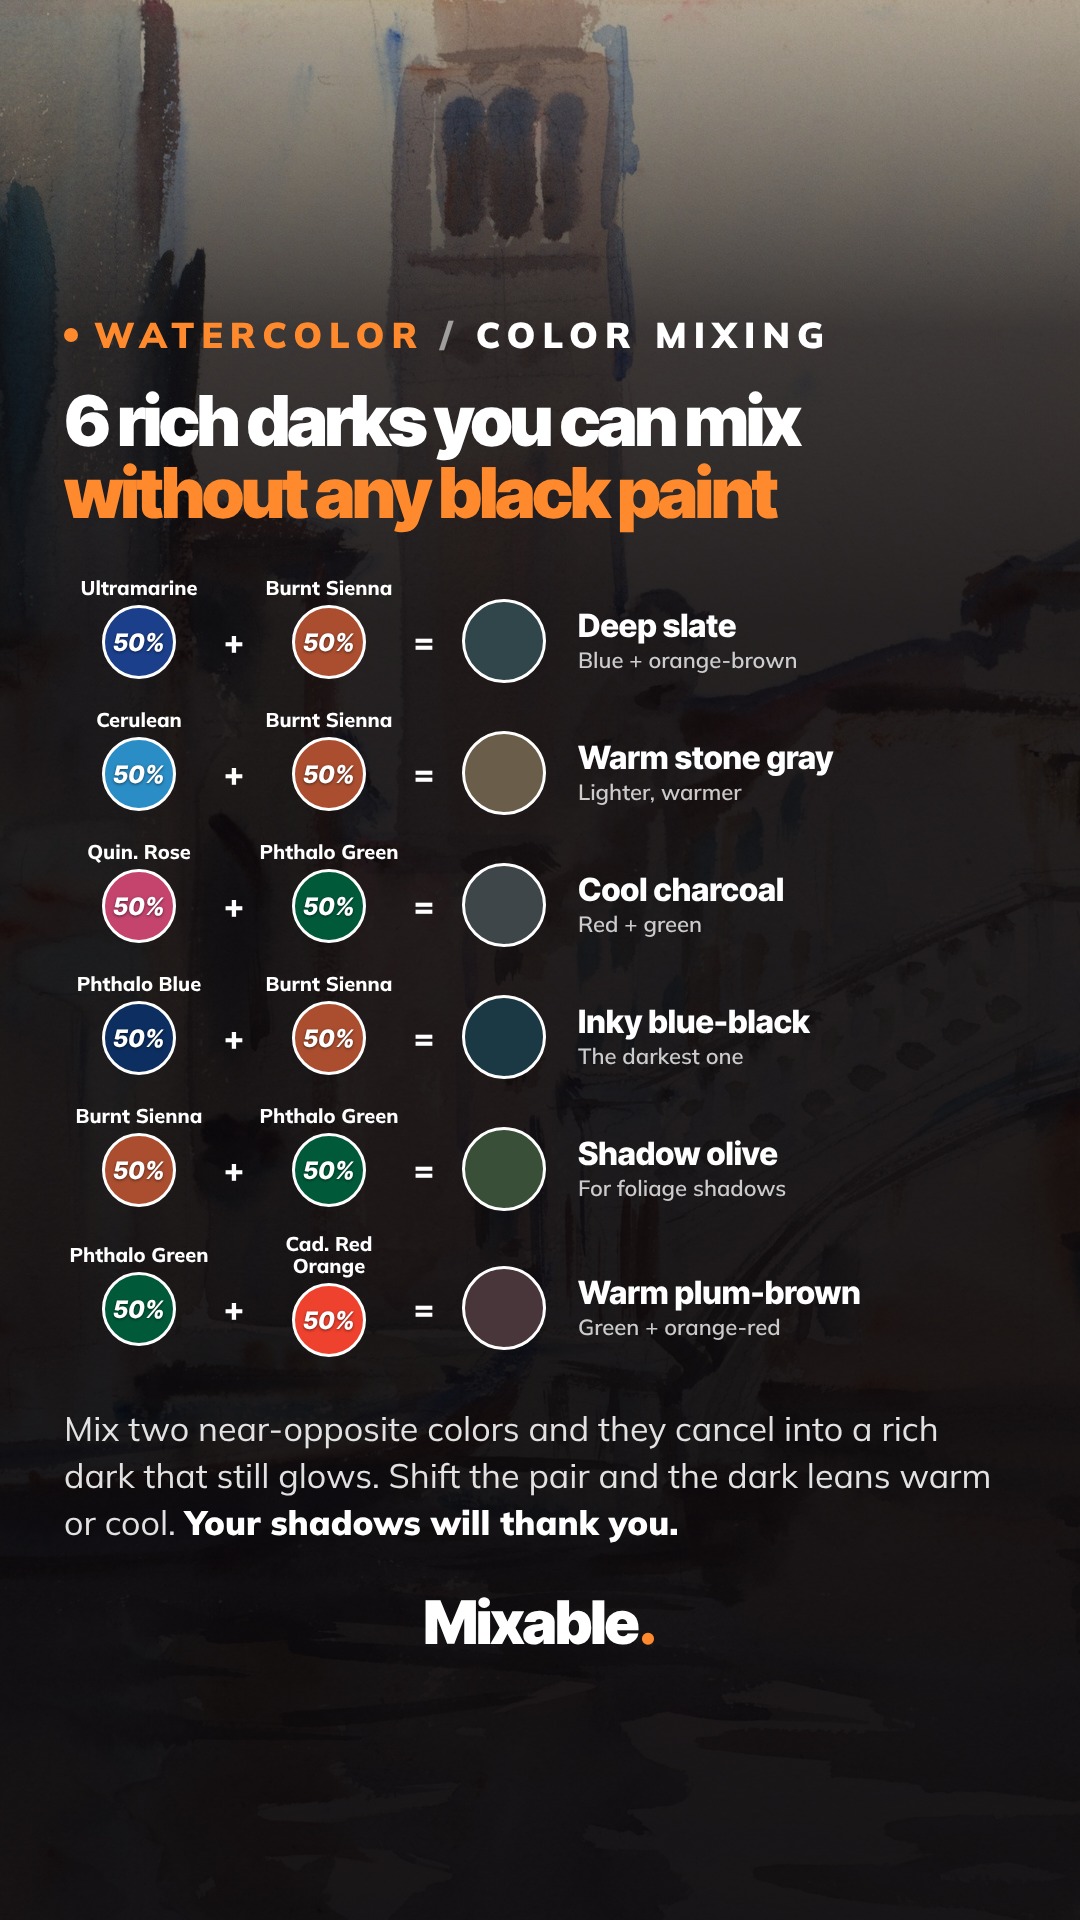 • WATERCOLOR / COLOR MIXING
6 rich darks you can mix
without any black paint
Ultramarine Burnt Sienna
50% + 50% = Deep slate
Blue + orange-brown
Cerulean Burnt Sienna
50% + 50% = Warm stone gray
Lighter, warmer
Quin. Rose Phthalo Green
50% + 50% = Cool charcoal
Red + green
Phthalo Blue Burnt Sienna
50% + 50% = Inky blue-black
The darkest one
Burnt Sienna Phthalo Green
50% + 50% = Shadow olive
For foliage shadows
Phthalo Green Cad. Red
Orange
50% + 50% = Warm plum-brown
Green + orange-red
Mix two near-opposite colors and they cancel into a rich
dark that still glows. Shift the pair and the dark leans warm
or cool. Your shadows will thank you.
Mixable.